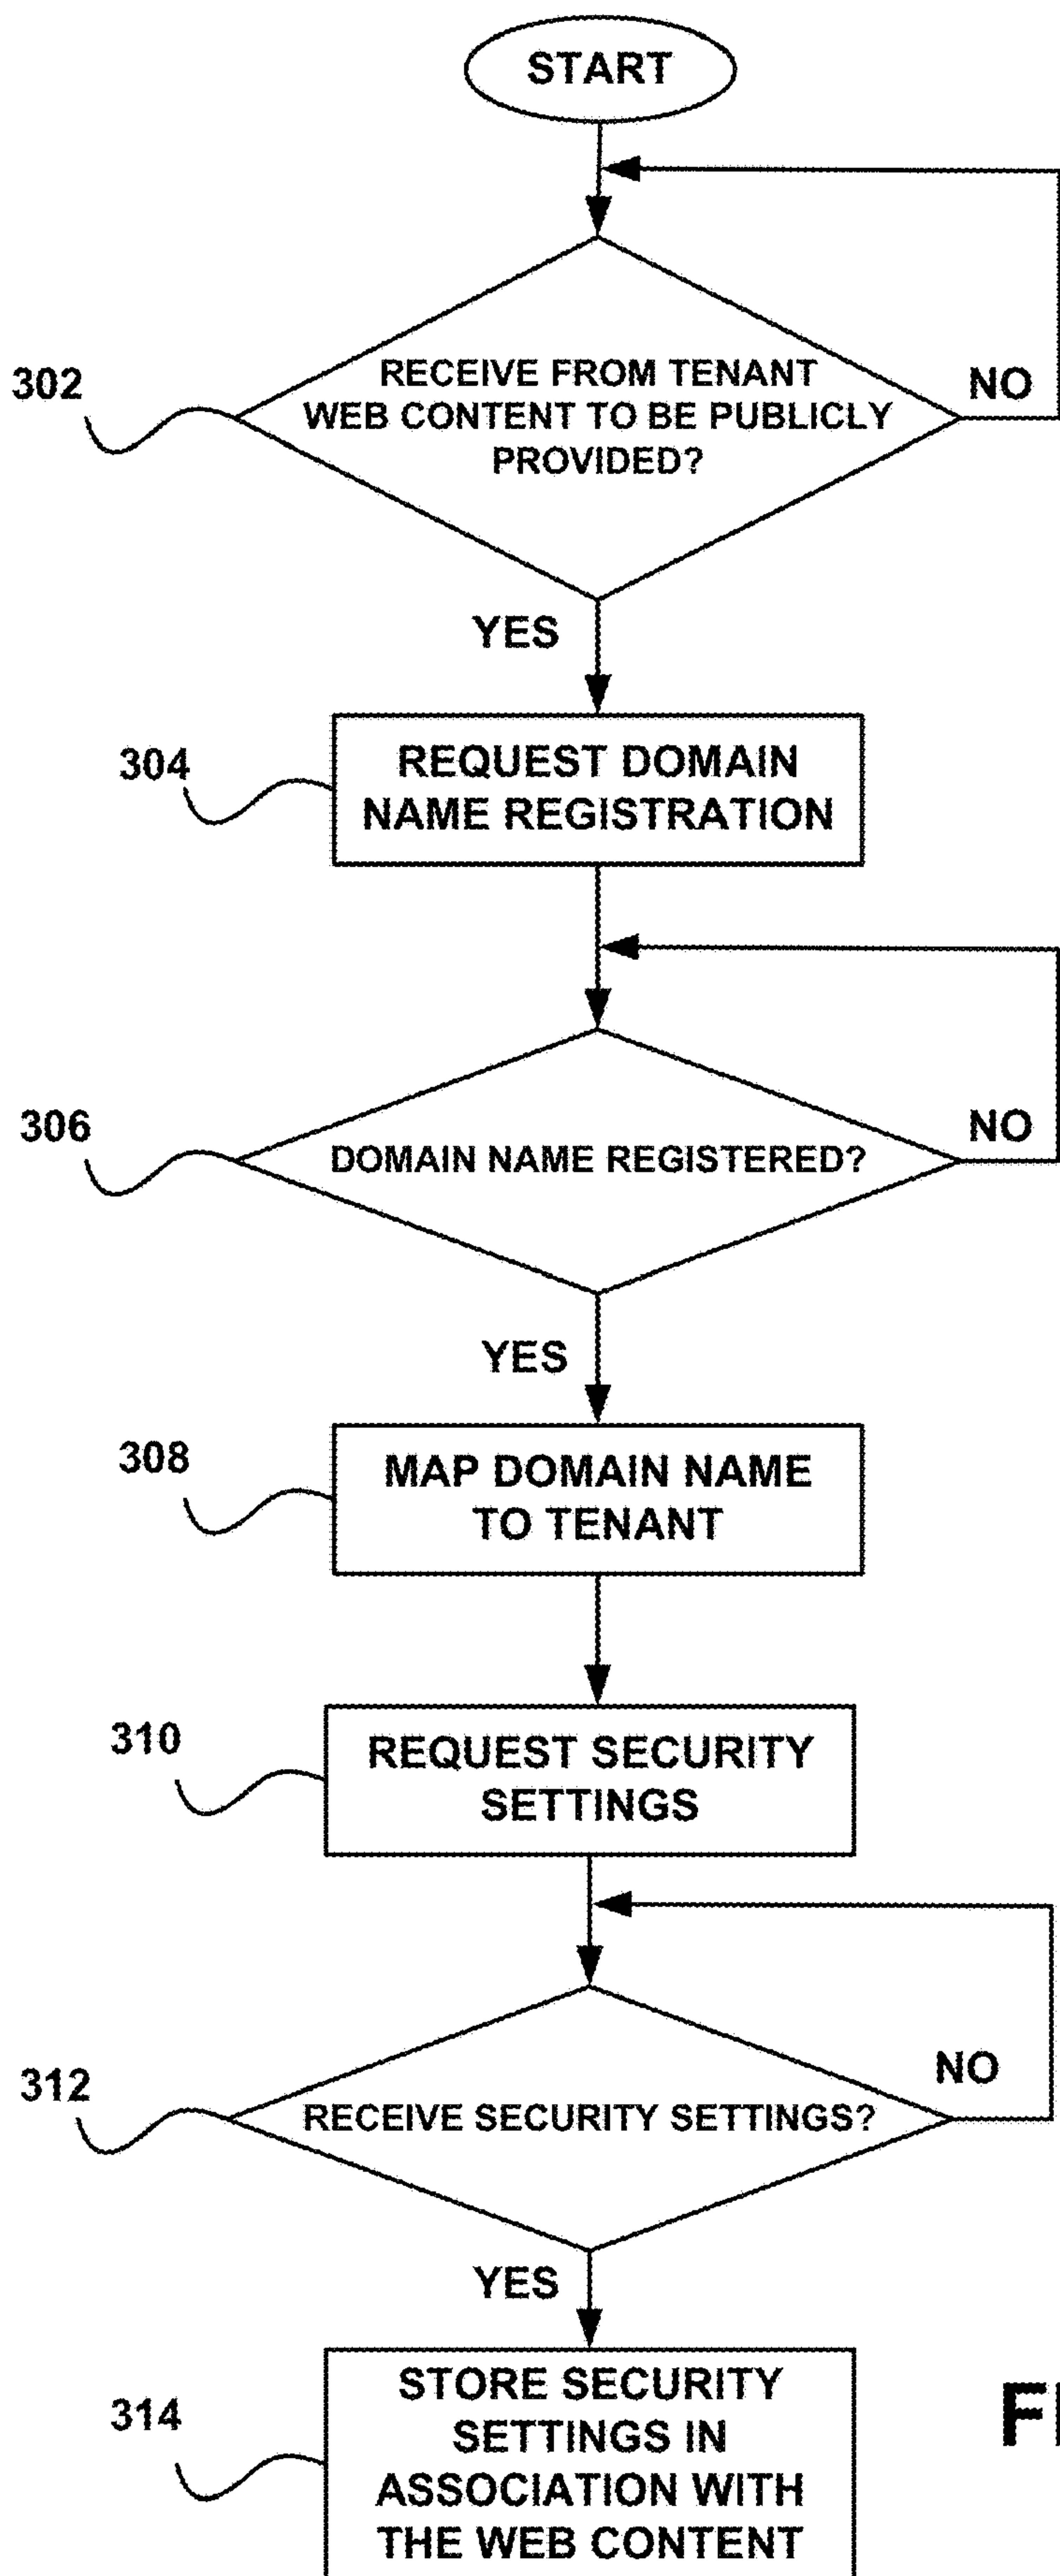 START
302
RECEIVE FROM TENANT
WEB CONTENT TO BE PUBLICLY
PROVIDED?
NO
YES
304
REQUEST DOMAIN
NAME REGISTRATION
306
DOMAIN NAME REGISTERED?
NO
YES
308
MAP DOMAIN NAME
TO TENANT
310
REQUEST SECURITY
SETTINGS
312
RECEIVE SECURITY SETTINGS?
NO
YES
314
STORE SECURITY
SETTINGS IN
ASSOCIATION WITH
THE WEB CONTENT